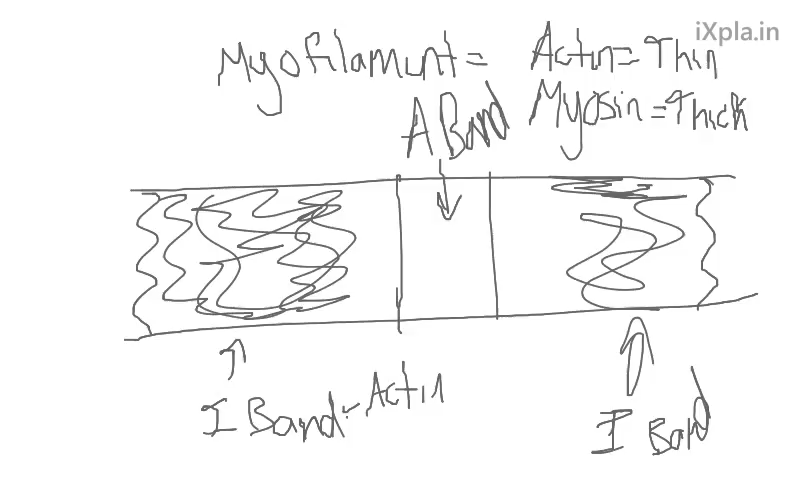 iXpla.in
Myofilament = Actin = Thin
Myosin = Thick
A Band
I Band - Actin
I Band